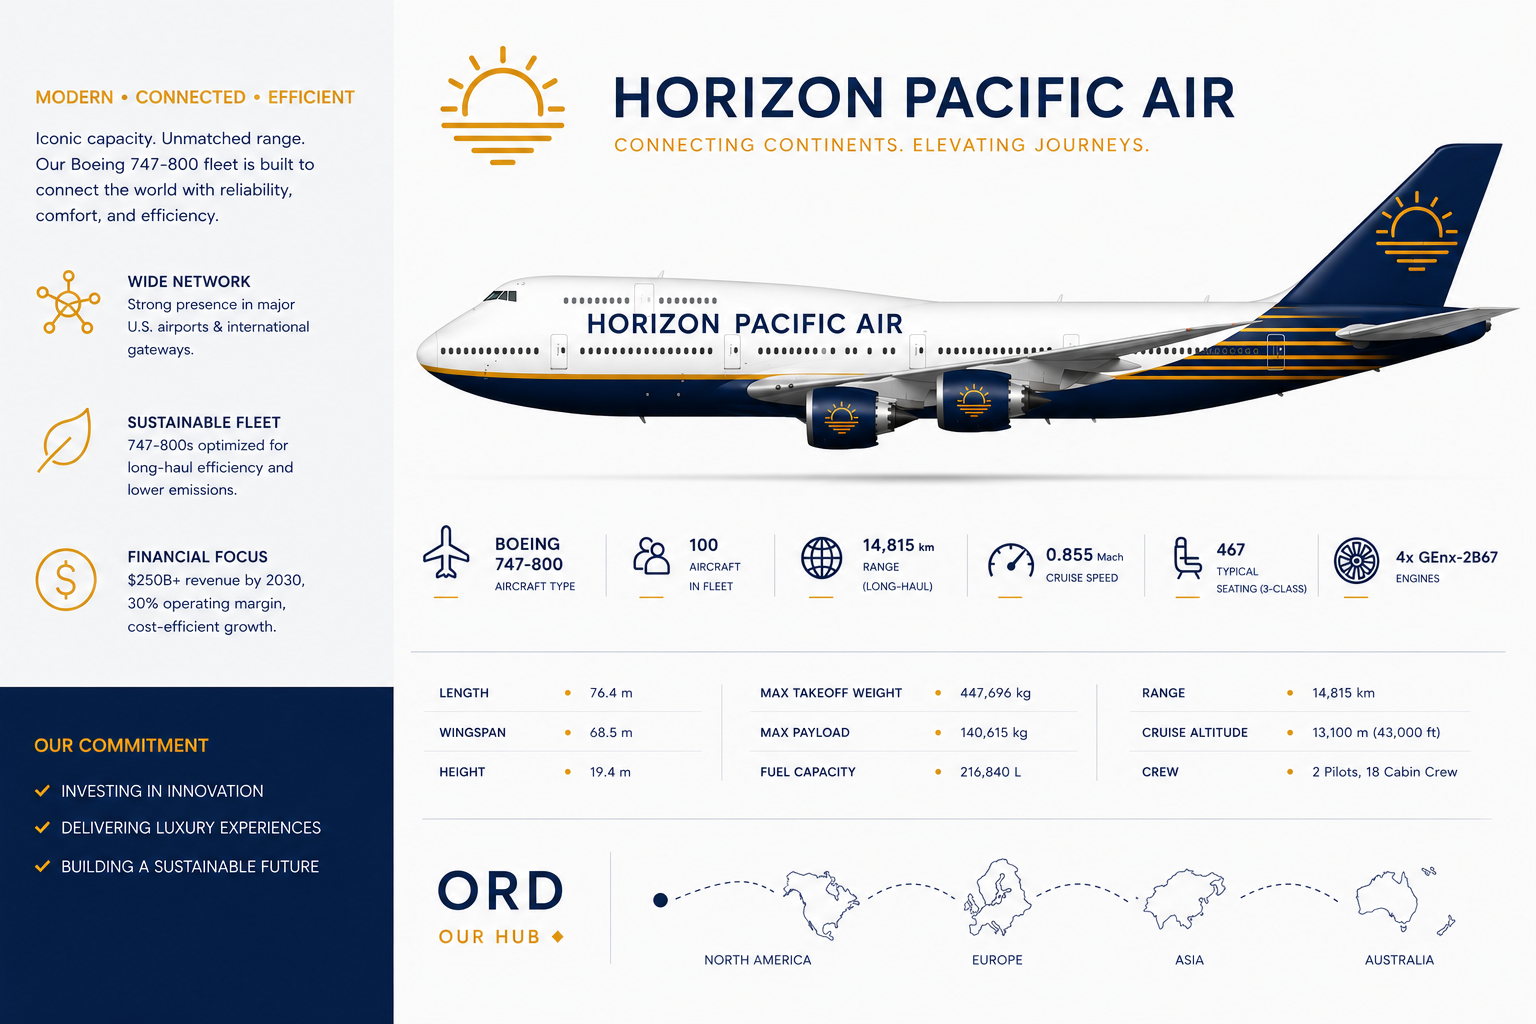 MODERN • CONNECTED • EFFICIENT
Iconic capacity. Unmatched range.
Our Boeing 747-800 fleet is built to
connect the world with reliability,
comfort, and efficiency.
WIDE NETWORK
Strong presence in major
U.S. airports & international
gateways.
SUSTAINABLE FLEET
747-800s optimized for
long-haul efficiency and
lower emissions.
FINANCIAL FOCUS
$250B+ revenue by 2030,
30% operating margin,
cost-efficient growth.
OUR COMMITMENT
INVESTING IN INNOVATION
DELIVERING LUXURY EXPERIENCES
BUILDING A SUSTAINABLE FUTURE
HORIZON PACIFIC AIR
CONNECTING CONTINENTS. ELEVATING JOURNEYS.
HORIZON PACIFIC AIR
BOEING
747-800
AIRCRAFT TYPE
100
AIRCRAFT
IN FLEET
14,815 km
RANGE
(LONG-HAUL)
0.855 Mach
CRUISE SPEED
467
TYPICAL
SEATING (3-CLASS)
4x GEnx-2B67
ENGINES
LENGTH • 76.4 m
WINGSPAN • 68.5 m
HEIGHT • 19.4 m
MAX TAKEOFF WEIGHT • 447,696 kg
MAX PAYLOAD • 140,615 kg
FUEL CAPACITY • 216,840 L
RANGE • 14,815 km
CRUISE ALTITUDE • 13,100 m (43,000 ft)
CREW • 2 Pilots, 18 Cabin Crew
ORD
OUR HUB
NORTH AMERICA
EUROPE
ASIA
AUSTRALIA